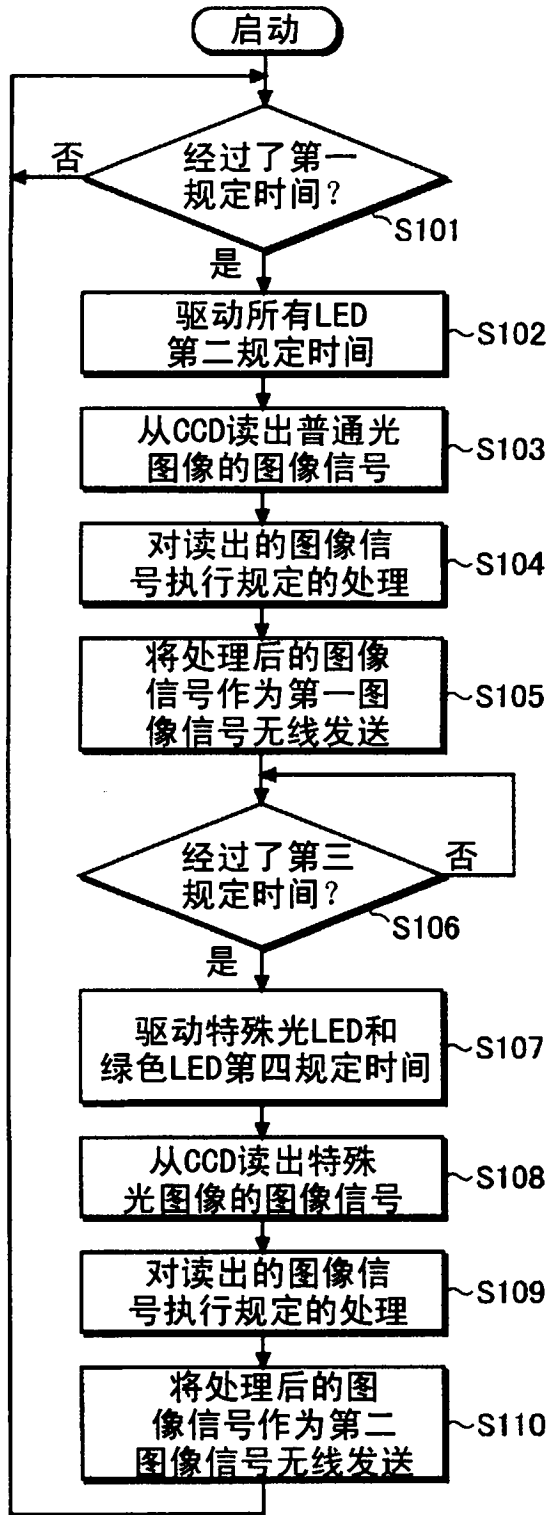 启动
否
经过了第一
规定时间？
S101
是
驱动所有LED
第二规定时间
S102
从CCD读出普通光
图像的图像信号
S103
对读出的图像信
号执行规定的处理
S104
将处理后的图像
信号作为第一图
像信号无线发送
S105
经过了第三
规定时间？
否
S106
是
驱动特殊光LED和
绿色LED第四规定时间
S107
从CCD读出特殊
光图像的图像信号
S108
对读出的图像信
号执行规定的处理
S109
将处理后的图
像信号作为第二
图像信号无线发送
S110